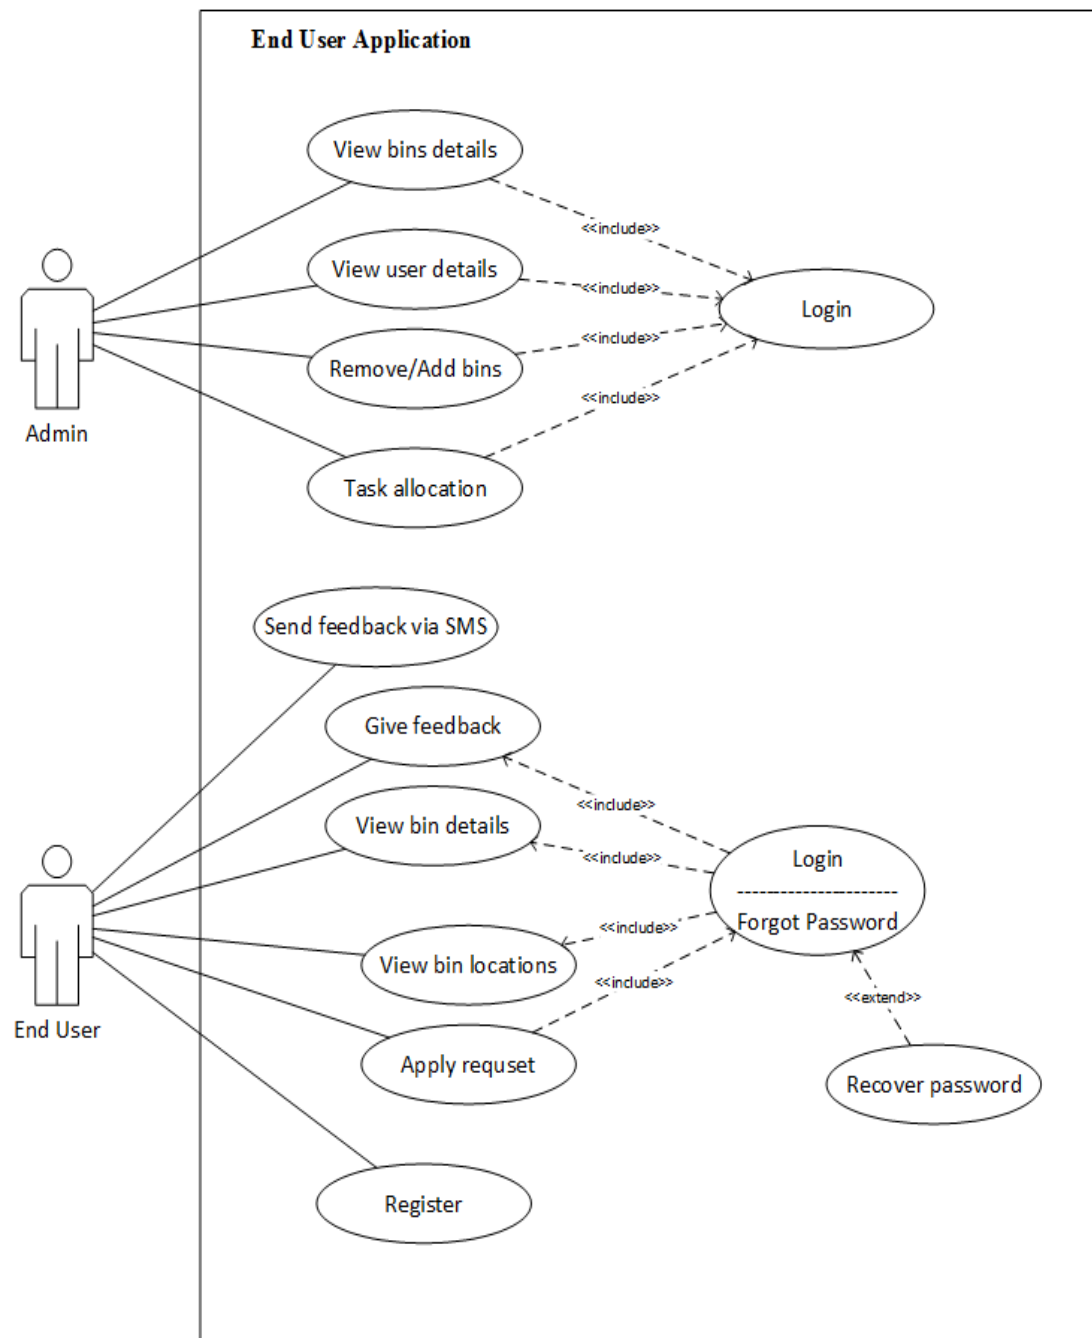 End User Application
View bins details
<<include>>
View user details
<<include>>
Login
<<include>>
Remove/Add bins
<<include>>
Admin
Task allocation
Send feedback via SMS
Give feedback
<<include>>
View bin details
<<include>>
Login
-----------------------
Forgot Password
<<include>>
View bin locations
<<include>>
<<extend>>
End User
Apply requset
Recover password
Register